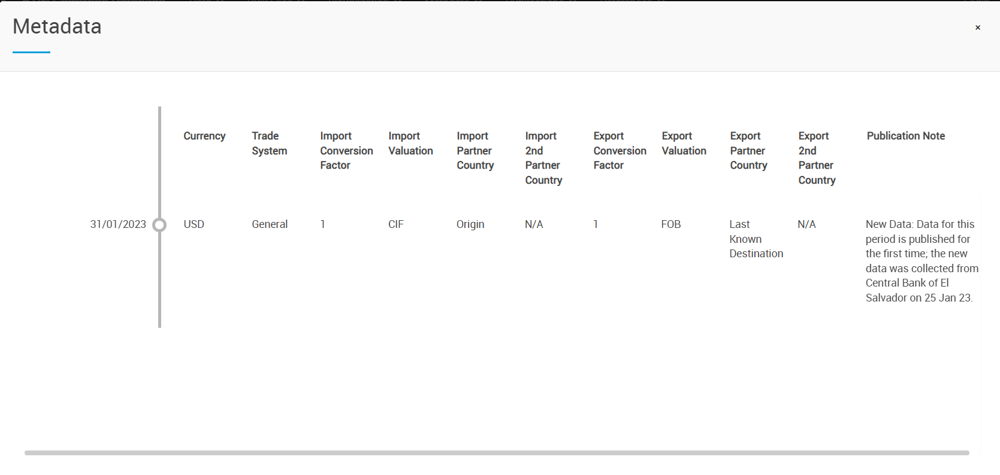 Metadata
×
Currency
Trade
System
Import
Conversion
Factor
Import
Valuation
Import
Partner
Country
Import
2nd
Partner
Country
Export
Conversion
Factor
Export
Valuation
Export
Partner
Country
Export
2nd
Partner
Country
Publication Note
31/01/2023
USD
General
1
CIF
Origin
N/A
1
FOB
Last
Known
Destination
N/A
New Data: Data for this
period is published for
the first time; the new
data was collected from
Central Bank of El
Salvador on 25 Jan 23.